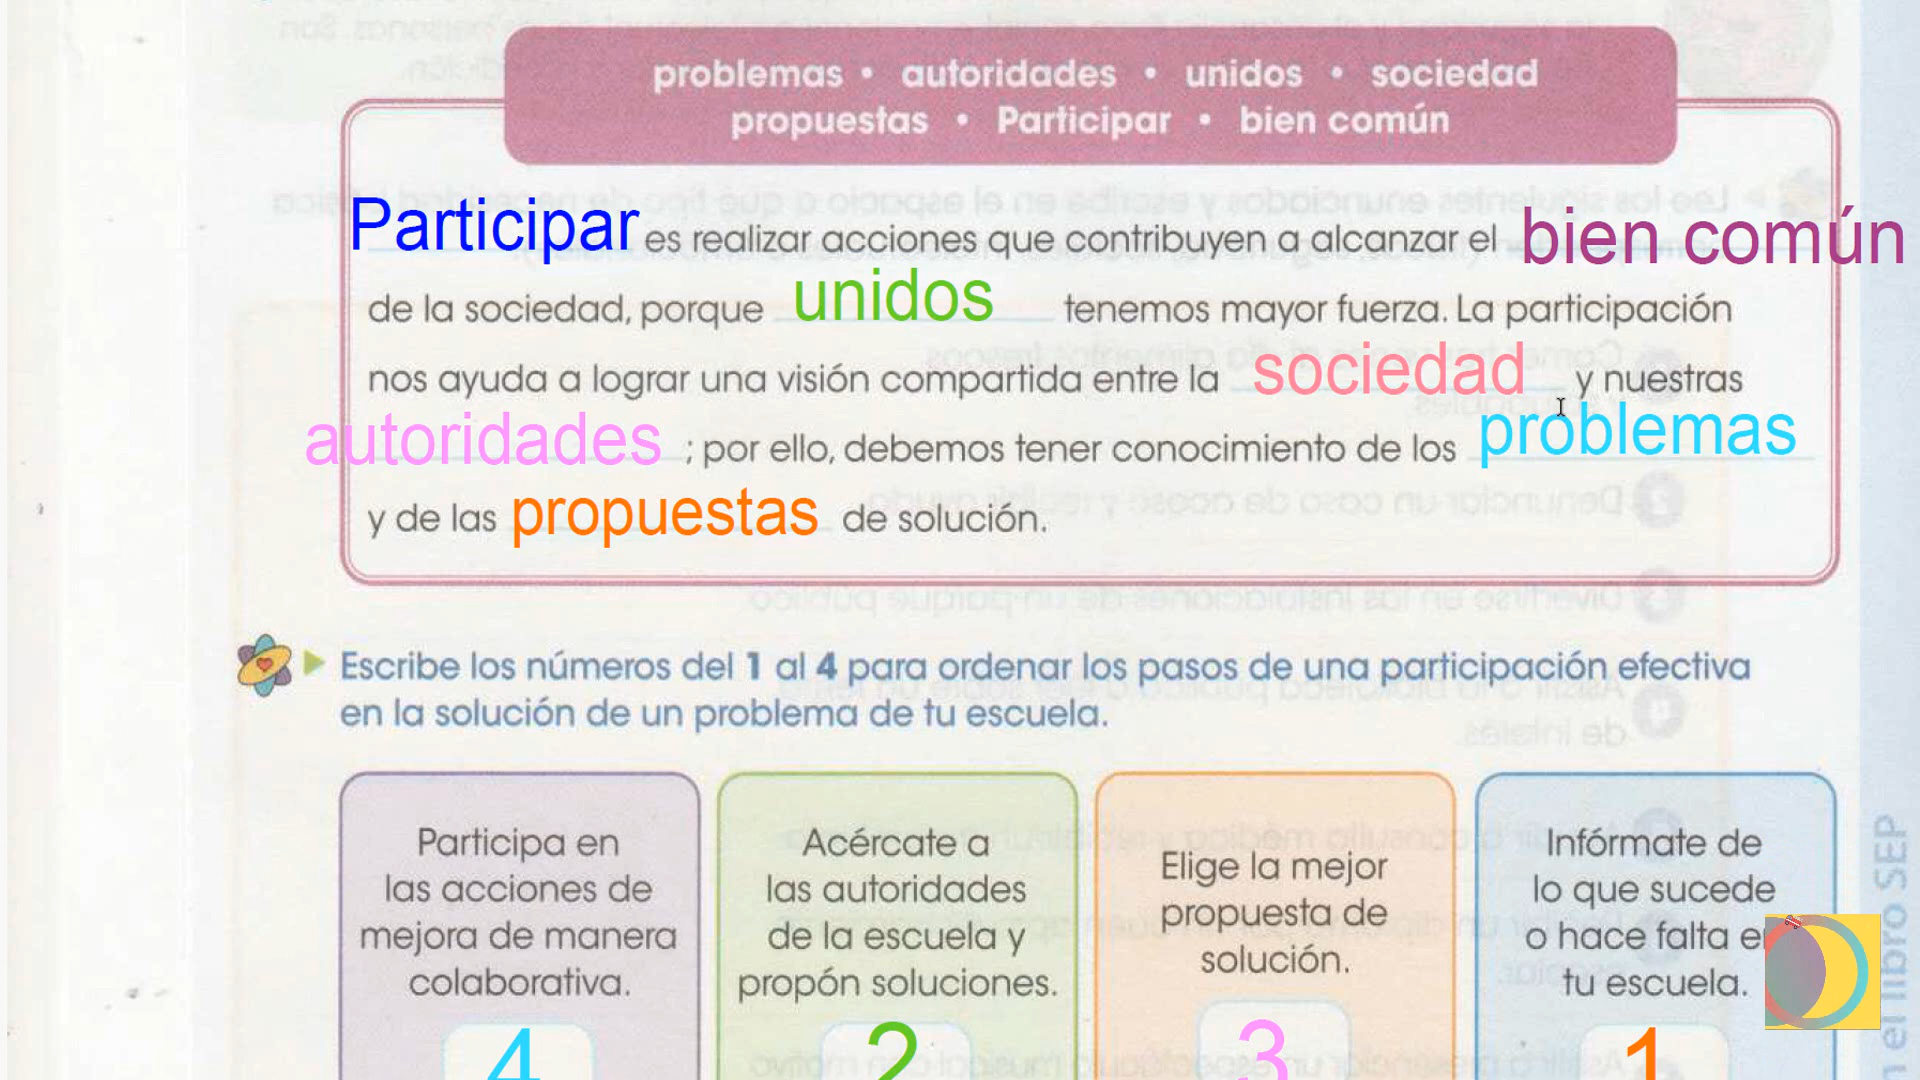 problemas • autoridades • unidos • sociedad
propuestas • Participar • bien común
Participar es realizar acciones que contribuyen a alcanzar el bien común
de la sociedad, porque unidos tenemos mayor fuerza. La participación
nos ayuda a lograr una visión compartida entre la sociedad y nuestras
autoridades ; por ello, debemos tener conocimiento de los problemas
y de las propuestas de solución.
Escribe los números del 1 al 4 para ordenar los pasos de una participación efectiva
en la solución de un problema de tu escuela.
Participa en
las acciones de
mejora de manera
colaborativa.
4
Acércate a
las autoridades
de la escuela y
propón soluciones.
2
Elige la mejor
propuesta de
solución.
3
Infórmate de
lo que sucede
o hace falta en
tu escuela.
1
el libro SEP